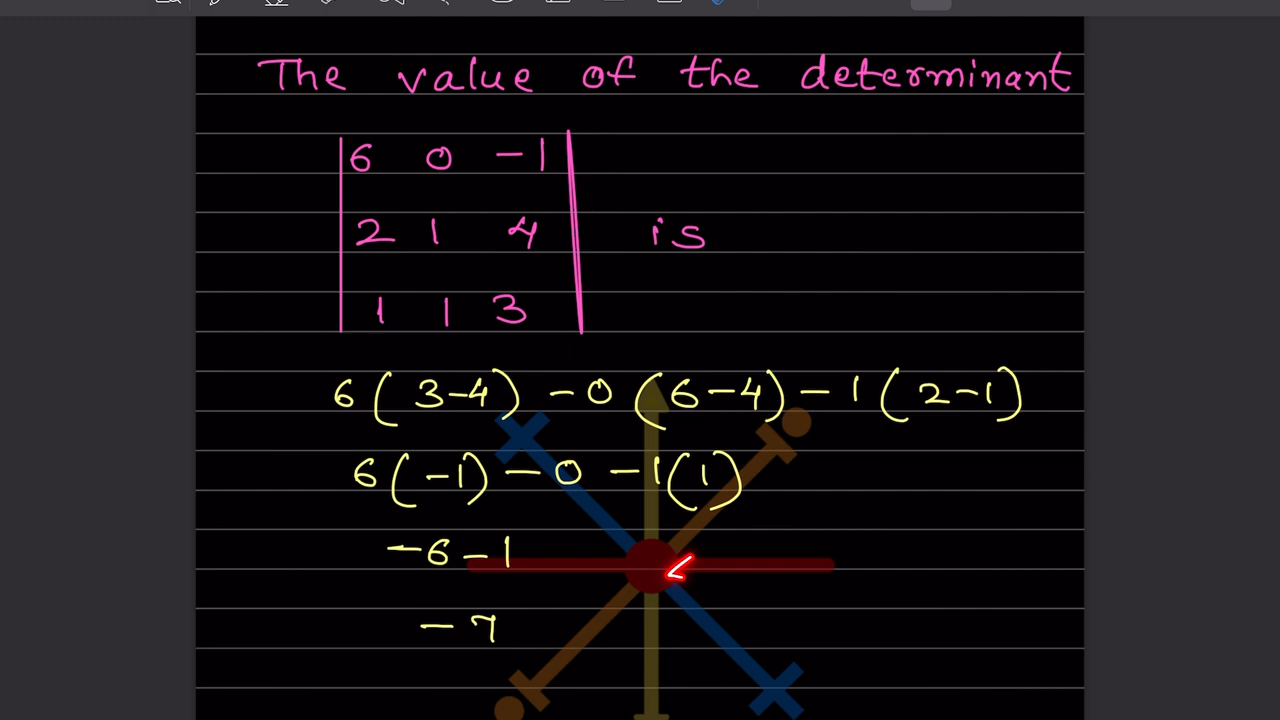 The value of the determinant
6 0 -1
2 1 4 is
1 1 3
6(3-4)-0(6-4)-1(2-1)
6(-1)-0-1(1)
-6-1
-7